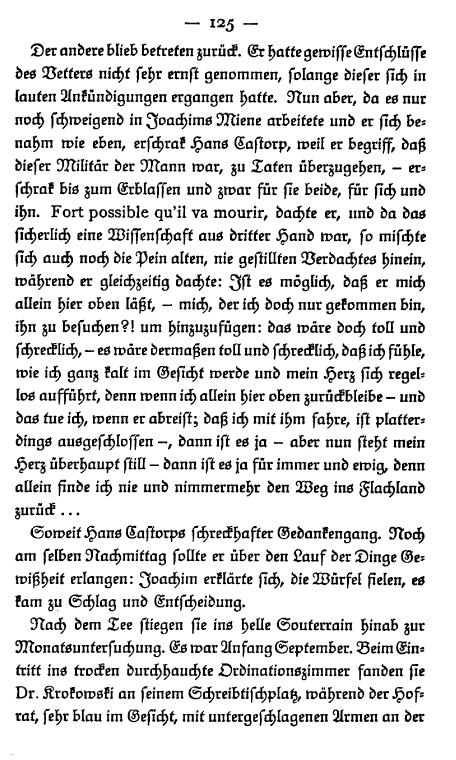 — 125 —
Der andere blieb betreten zurück. Er hatte gewisse Entschlüsse
des Vetters nicht sehr ernst genommen, solange dieser sich in
lauten Ankündigungen ergangen hatte. Nun aber, da es nur
noch schweigend in Joachims Miene arbeitete und er sich be-
nahm wie eben, erschrak Hans Castorp, weil er begriff, daß
dieser Militär der Mann war, zu Taten überzugehen, – er-
schrak bis zum Erblassen und zwar für sie beide, für sich und
ihn. Fort possible qu'il va mourir, dachte er, und da das
sicherlich eine Wissenschaft aus dritter Hand war, so mischte
sich auch noch die Pein alten, nie gestillten Verdachtes hinein,
während er gleichzeitig dachte: Ist es möglich, daß er mich
allein hier oben läßt, – mich, der ich doch nur gekommen bin,
ihn zu besuchen?! um hinzuzufügen: das wäre doch toll und
schrecklich, – es wäre dermaßen toll und schrecklich, daß ich fühle,
wie ich ganz kalt im Gesicht werde und mein Herz sich regel-
los aufführt, denn wenn ich allein hier oben zurückbleibe – und
das tue ich, wenn er abreist; daß ich mit ihm fahre, ist platter-
dings ausgeschlossen –, dann ist es ja – aber nun steht mein
Herz überhaupt still – dann ist es ja für immer und ewig, denn
allein finde ich nie und nimmermehr den Weg ins Flachland
zurück ...
Soweit Hans Castorps schreckhafter Gedankengang. Noch
am selben Nachmittag sollte er über den Lauf der Dinge Ge-
wißheit erlangen: Joachim erklärte sich, die Würfel fielen, es
kam zu Schlag und Entscheidung.
Nach dem Tee stiegen sie ins helle Souterrain hinab zur
Monatsuntersuchung. Es war Anfang September. Beim Ein-
tritt ins trocken durchhauchte Ordinationszimmer fanden sie
Dr. Krokowski an seinem Schreibtischplatz, während der Hof-
rat, sehr blau im Gesicht, mit untergeschlagenen Armen an der